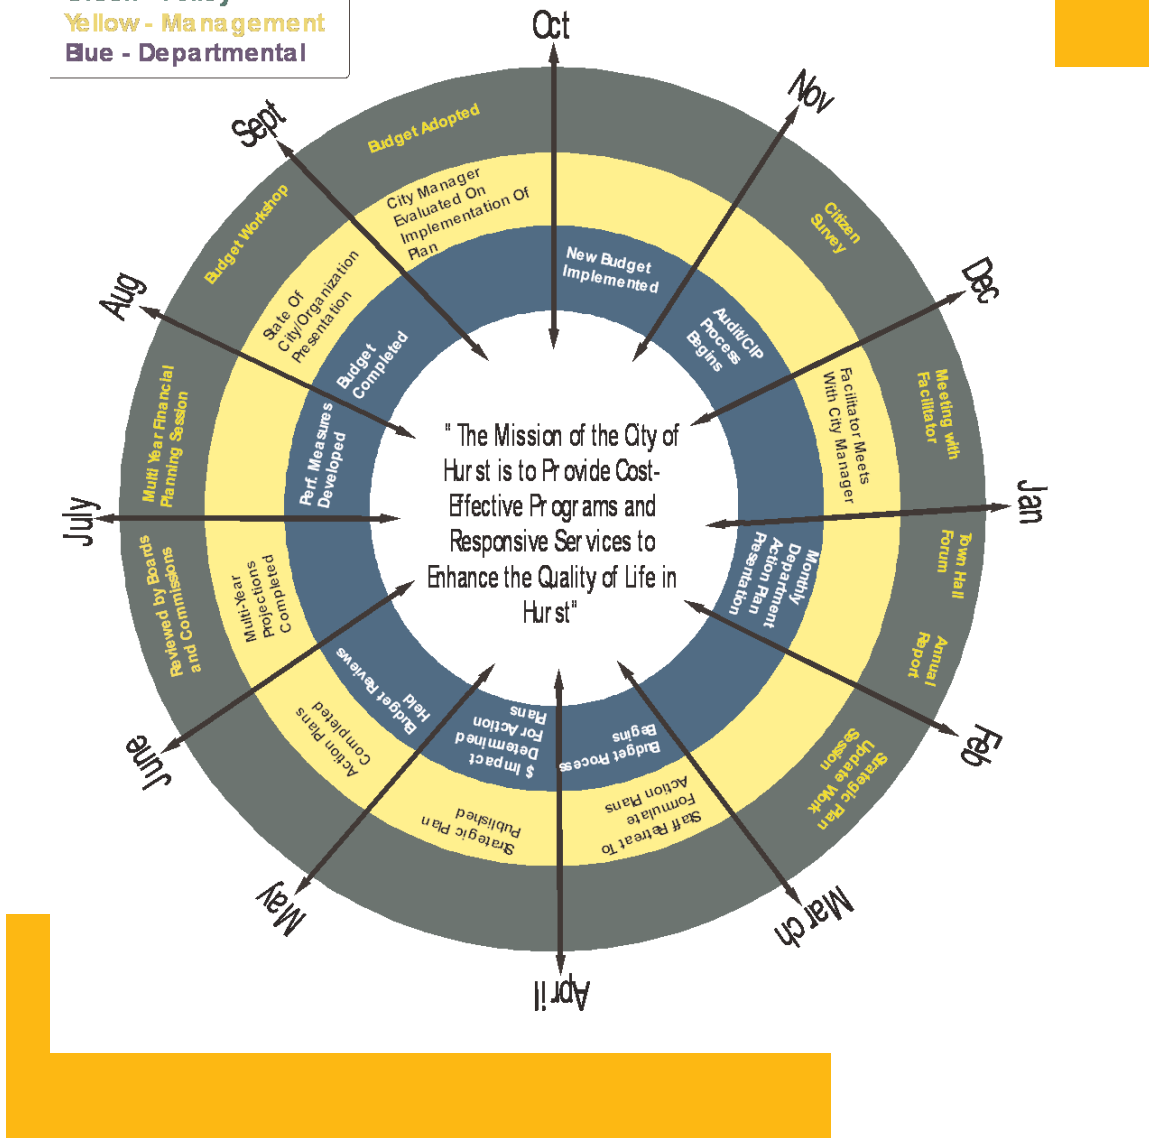 Yellow - Management
Blue - Departmental
Oct
Nov
Dec
Jan
Feb
March
April
May
June
July
Aug
Sept
Budget Adopted
Citizen
Survey
Meeting with
Facilitator
Town Hall
Forum
Annual
Report
Strategic Plan
Update Work
Session
Reviewed by Boards
and Commissions
Multi Year Financial
Planning Session
Budget Workshop
City Manager
Evaluated On
Implementation Of
Plan
Facilitator Meets
With City Manager
Staff Retreat To
Formulate
Action Plans
Strategic Plan
Published
Action Plans
Completed
Multi-Year
Projections
Completed
State Of
City/Organization
Presentation
New Budget
Implemented
Audit/CIP
Process
Begins
Monthly
Department
Action Plan
Presentation
Budget Process
Begins
$ Impact
Determined
For Action
Plans
Budget Reviews
Held
Perf. Measures
Developed
Budget
Completed
" The Mission of the City of
Hurst is to Provide Cost-
Effective Programs and
Responsive Services to
Enhance the Quality of Life in
Hurst"